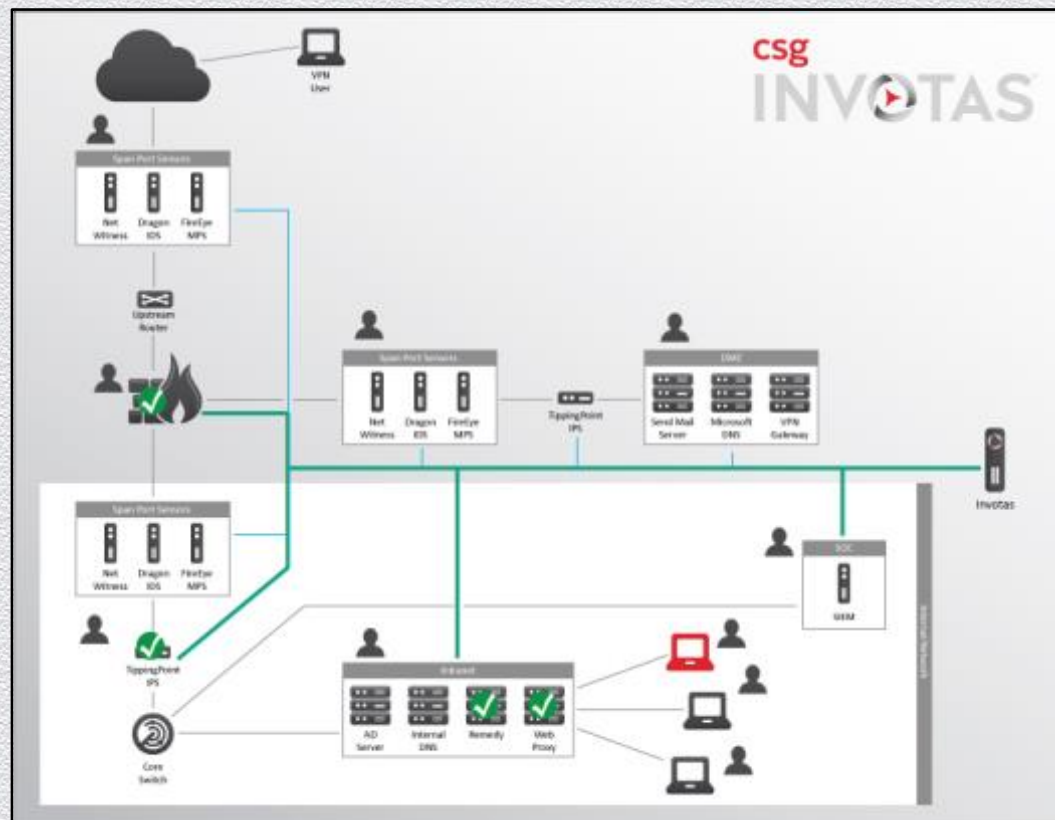 csg
INVOTAS
VPN
User
Span Port Sensors
Net
Witness
Dragon
IDS
FireEye
MPS
Upstream
Router
Span Port Sensors
Net
Witness
Dragon
IDS
FireEye
MPS
TippingPoint
IPS
DMZ
Send Mail
Server
Microsoft
DNS
VPN
Gateway
Invotas
Span Port Sensors
Net
Witness
Dragon
IDS
FireEye
MPS
SOC
SIEM
Internal Network
TippingPoint
IPS
Intranet
AD
Server
Internal
DNS
Remedy
Web
Proxy
Core
Switch